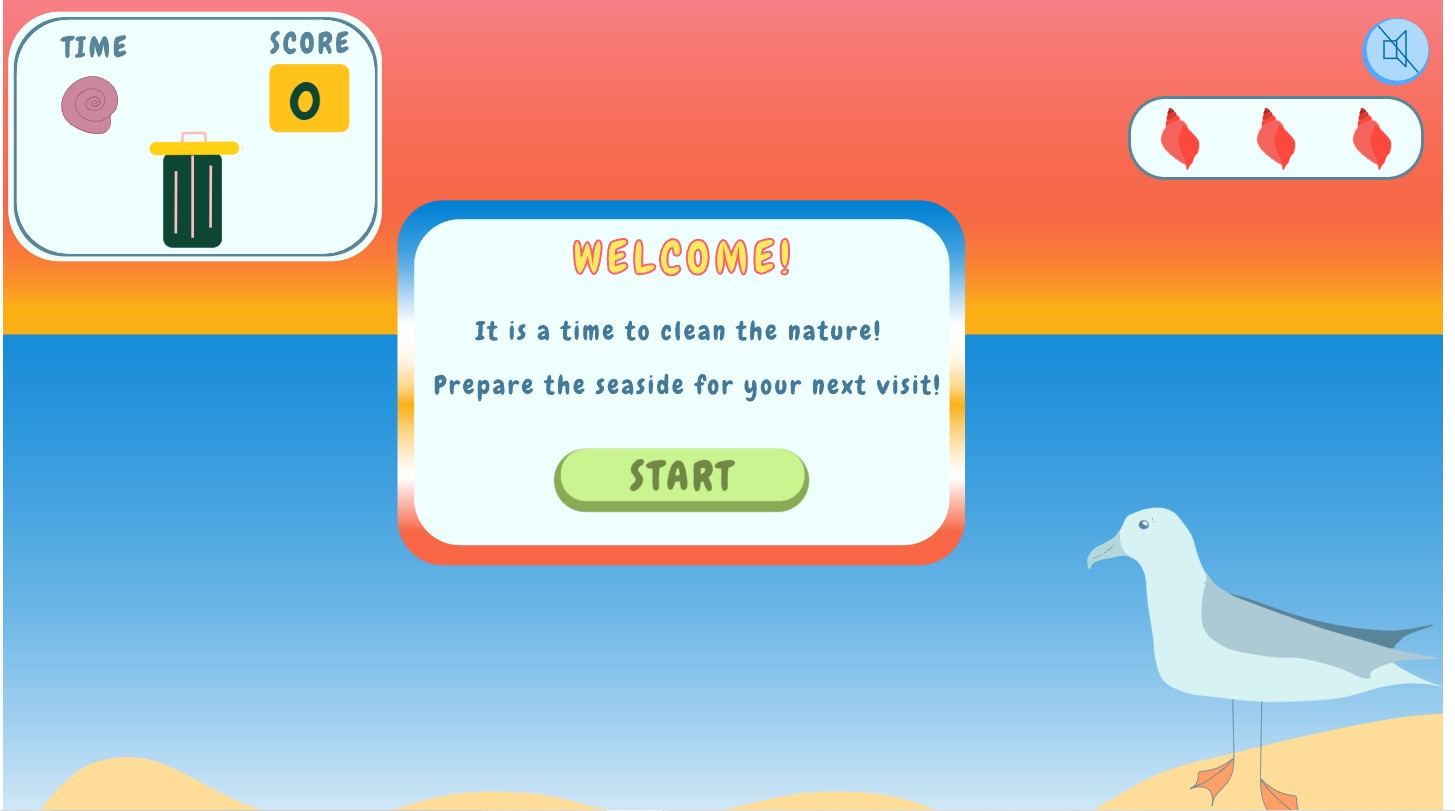 TIME
SCORE
0
WELCOME!
It is a time to clean the nature!
Prepare the seaside for your next visit!
START